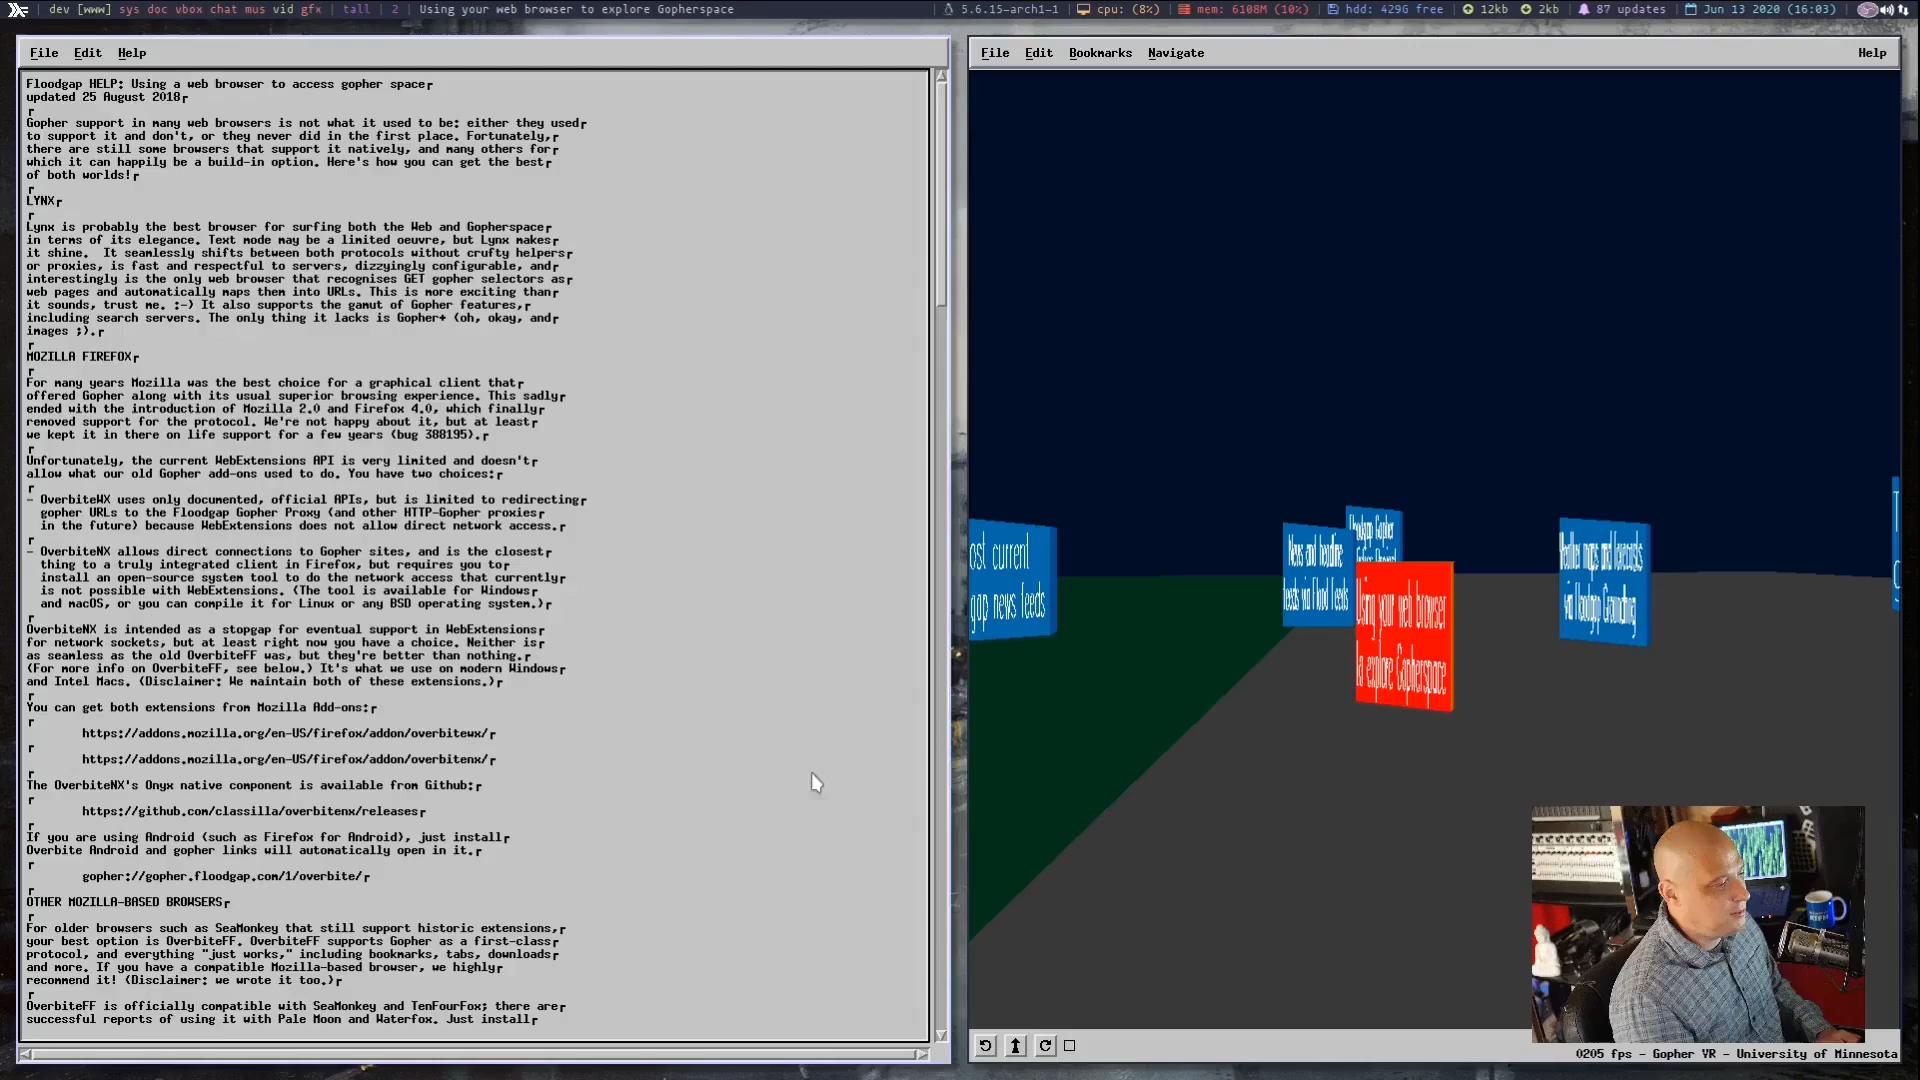 dev [www] sys doc vbox chat mus vid gfx | tall | 2 | Using your web browser to explore Gopherspace
| 5.6.15-arch1-1 | cpu: (8%) | mem: 6108M (10%) | hdd: 429G free | 12kb 2kb | 87 updates | Jun 13 2020 (16:03) |
File Edit Help
Floodgap HELP: Using a web browser to access gopher space┌
updated 25 August 2018┌
┌
Gopher support in many web browsers is not what it used to be: either they used┌
to support it and don't, or they never did in the first place. Fortunately,┌
there are still some browsers that support it natively, and many others for┌
which it can happily be a build-in option. Here's how you can get the best┌
of both worlds!┌
┌
LYNX┌
┌
Lynx is probably the best browser for surfing both the Web and Gopherspace┌
in terms of its elegance. Text mode may be a limited oeuvre, but Lynx makes┌
it shine.  It seamlessly shifts between both protocols without crufty helpers┌
or proxies, is fast and respectful to servers, dizzyingly configurable, and┌
interestingly is the only web browser that recognises GET gopher selectors as┌
web pages and automatically maps them into URLs. This is more exciting than┌
it sounds, trust me. :-) It also supports the gamut of Gopher features,┌
including search servers. The only thing it lacks is Gopher+ (oh, okay, and┌
images ;).┌
┌
MOZILLA FIREFOX┌
┌
For many years Mozilla was the best choice for a graphical client that┌
offered Gopher along with its usual superior browsing experience. This sadly┌
ended with the introduction of Mozilla 2.0 and Firefox 4.0, which finally┌
removed support for the protocol. We're not happy about it, but at least┌
we kept it in there on life support for a few years (bug 388195).┌
┌
Unfortunately, the current WebExtensions API is very limited and doesn't┌
allow what our old Gopher add-ons used to do. You have two choices:┌
┌
- OverbiteWX uses only documented, official APIs, but is limited to redirecting┌
gopher URLs to the Floodgap Gopher Proxy (and other HTTP-Gopher proxies┌
in the future) because WebExtensions does not allow direct network access.┌
┌
- OverbiteNX allows direct connections to Gopher sites, and is the closest┌
thing to a truly integrated client in Firefox, but requires you to┌
install an open-source system tool to do the network access that currently┌
is not possible with WebExtensions. (The tool is available for Windows┌
and macOS, or you can compile it for Linux or any BSD operating system.)┌
┌
OverbiteNX is intended as a stopgap for eventual support in WebExtensions┌
for network sockets, but at least right now you have a choice. Neither is┌
as seamless as the old OverbiteFF was, but they're better than nothing.┌
(For more info on OverbiteFF, see below.) It's what we use on modern Windows┌
and Intel Macs. (Disclaimer: We maintain both of these extensions.)┌
┌
You can get both extensions from Mozilla Add-ons:┌
┌
https://addons.mozilla.org/en-US/firefox/addon/overbitewx/┌
┌
https://addons.mozilla.org/en-US/firefox/addon/overbitenx/┌
┌
The OverbiteNX's Onyx native component is available from Github:┌
┌
https://github.com/classilla/overbitenx/releases┌
┌
If you are using Android (such as Firefox for Android), just install┌
Overbite Android and gopher links will automatically open in it.┌
┌
gopher://gopher.floodgap.com/1/overbite/┌
┌
OTHER MOZILLA-BASED BROWSERS┌
┌
For older browsers such as SeaMonkey that still support historic extensions,┌
your best option is OverbiteFF. OverbiteFF supports Gopher as a first-class┌
protocol, and everything "just works," including bookmarks, tabs, downloads┌
and more. If you have a compatible Mozilla-based browser, we highly┌
recommend it! (Disclaimer: we wrote it too.)┌
┌
OverbiteFF is officially compatible with SeaMonkey and TenFourFox; there are┌
successful reports of using it with Pale Moon and Waterfox. Just install┌
File Edit Bookmarks Navigate Help
ost current
gap news feeds
News and headline
feeds via Flood Feeds
Floodgap Gopher
Using your web browser
to explore Gopherspace
Weather maps and forecasts
via Floodgap Groundhog
0205 fps - Gopher VR - University of Minnesota